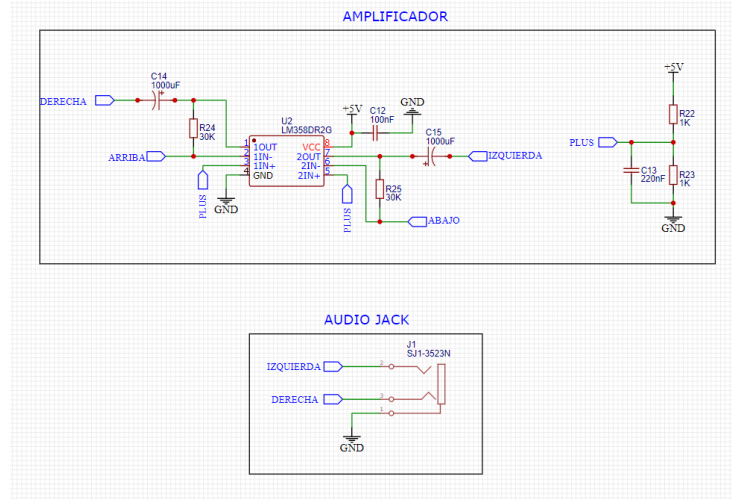 AMPLIFICADOR
DERECHA
C14
1000uF
+
R24
30K
ARRIBA
PLUS
GND
U2
LM358DR2G
1 1OUT VCC 8
2 1IN- 2OUT 7
3 1IN+ 2IN- 6
4 GND 2IN+ 5
+5V
C12
100nF
GND
C15
1000uF
+
IZQUIERDA
R25
30K
PLUS
ABAJO
+5V
R22
1K
PLUS
C13
220nF
R23
1K
GND
AUDIO JACK
J1
SJ1-3523N
IZQUIERDA 2
DERECHA 3
1
GND